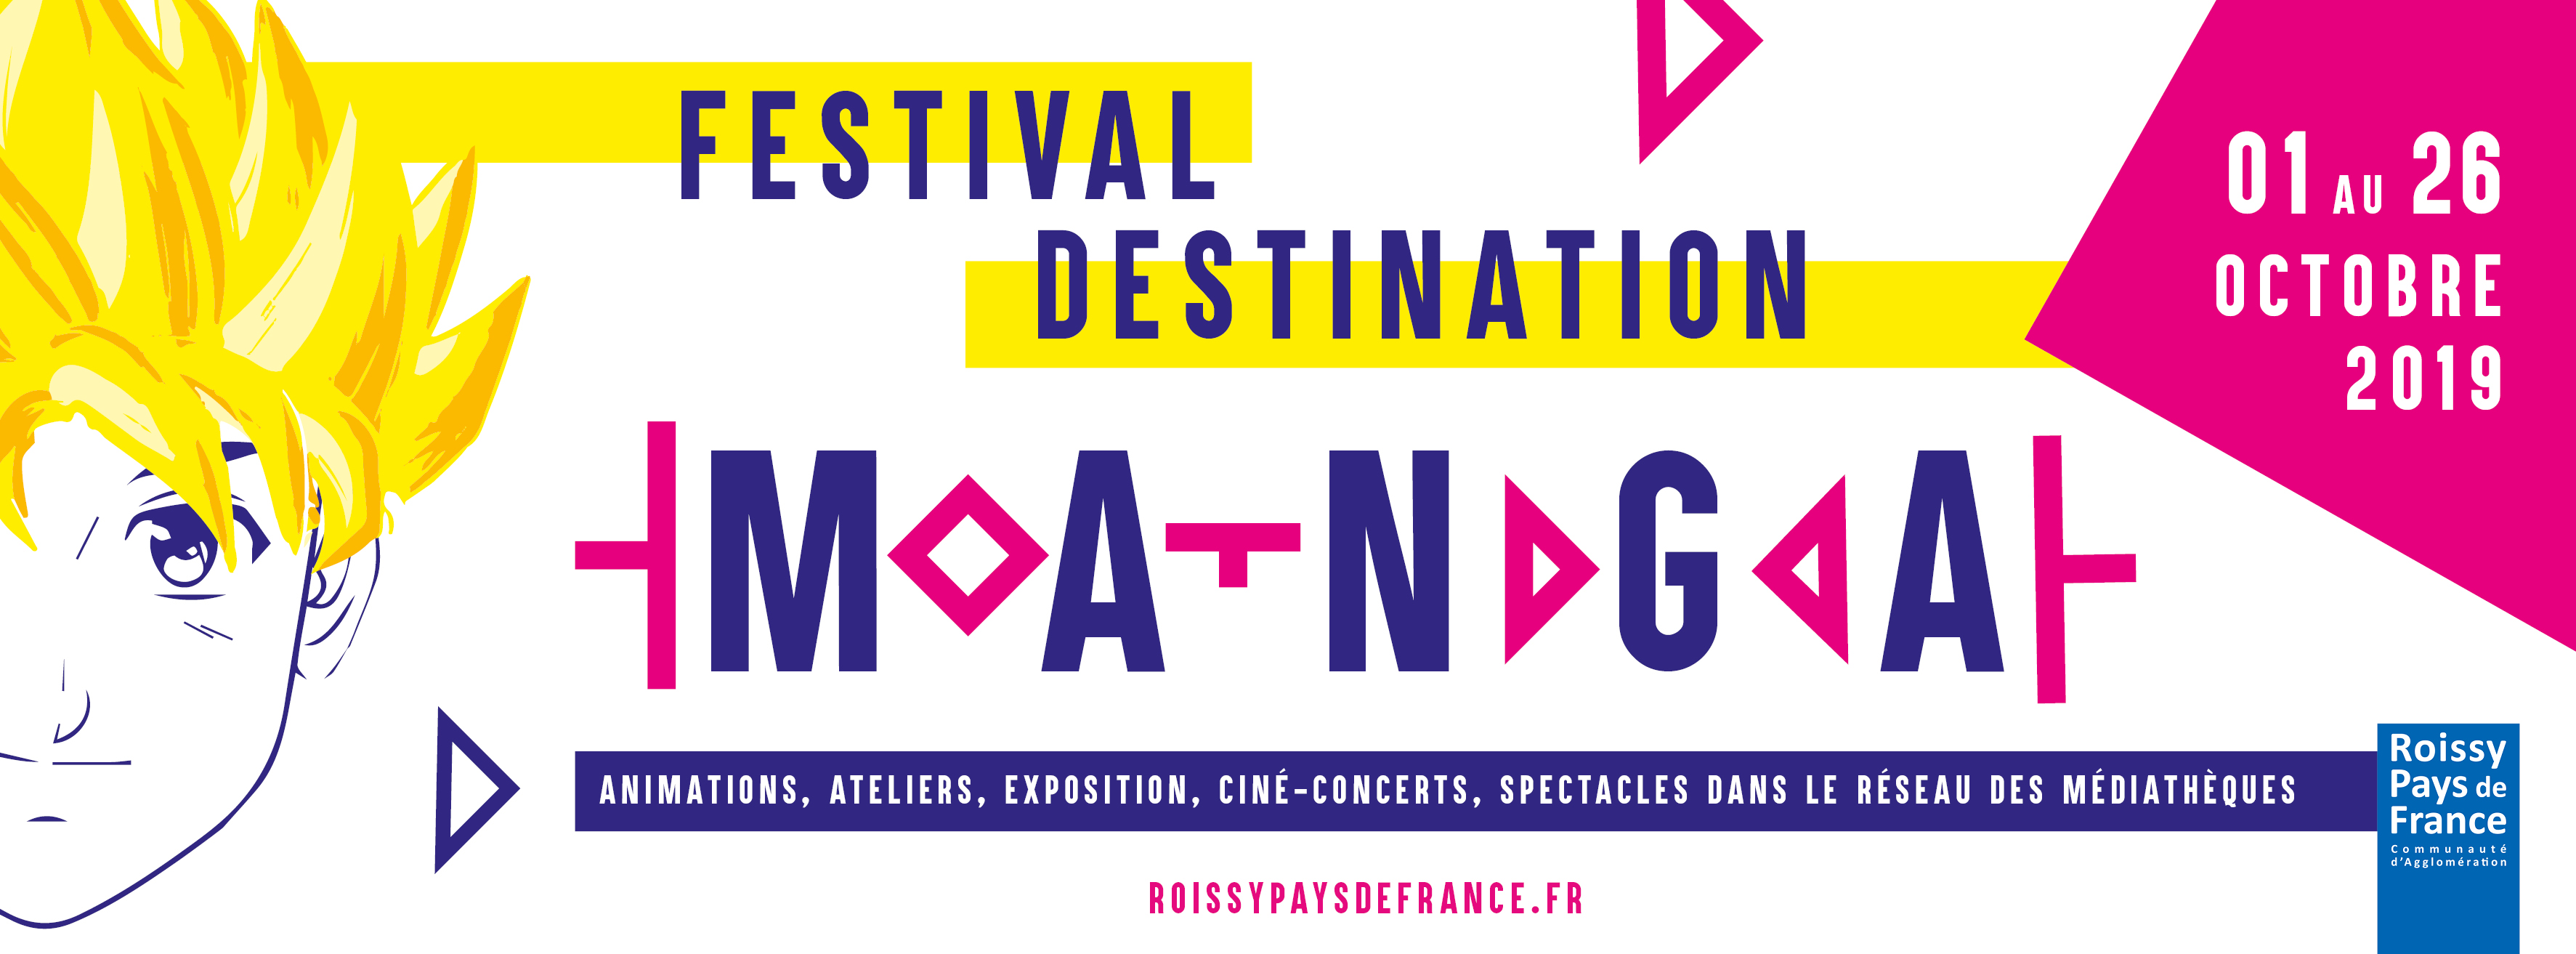 FESTIVAL
DESTINATION
MANGA
01 AU 26
OCTOBRE
2019
ANIMATIONS, ATELIERS, EXPOSITION, CINÉ-CONCERTS, SPECTACLES DANS LE RÉSEAU DES MÉDIATHÈQUES
Roissy
Pays de
France
Communauté
d'Agglomération
ROISSYPAYSDEFRANCE.FR